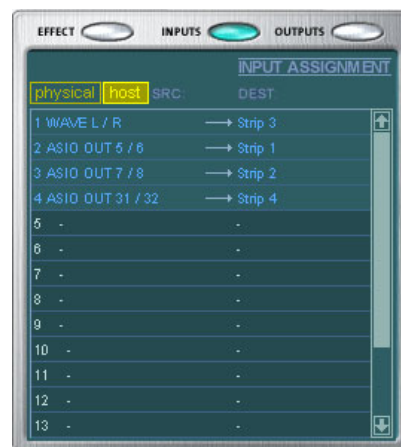 EFFECT INPUTS OUTPUTS
INPUT ASSIGNMENT
physical host SRC: DEST:
1 WAVE L / R → Strip 3
2 ASIO OUT 5 / 6 → Strip 1
3 ASIO OUT 7 / 8 → Strip 2
4 ASIO OUT 31 / 32 → Strip 4
5 - -
6 - -
7 - -
8 - -
9 - -
10 - -
11 - -
12 - -
13 - -